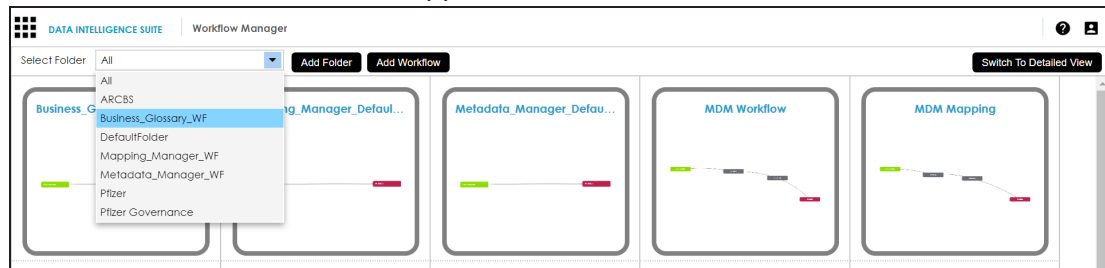 DATA INTELLIGENCE SUITE Workflow Manager
Select Folder All Add Folder Add Workflow Switch To Detailed View
All
ARCBS
Business_Glossary_WF
DefaultFolder
Mapping_Manager_WF
Metadata_Manager_WF
Pfizer
Pfizer Governance
Business_G
ng_Manager_Defaul...
Metadata_Manager_Defau...
MDM Workflow
MDM Mapping